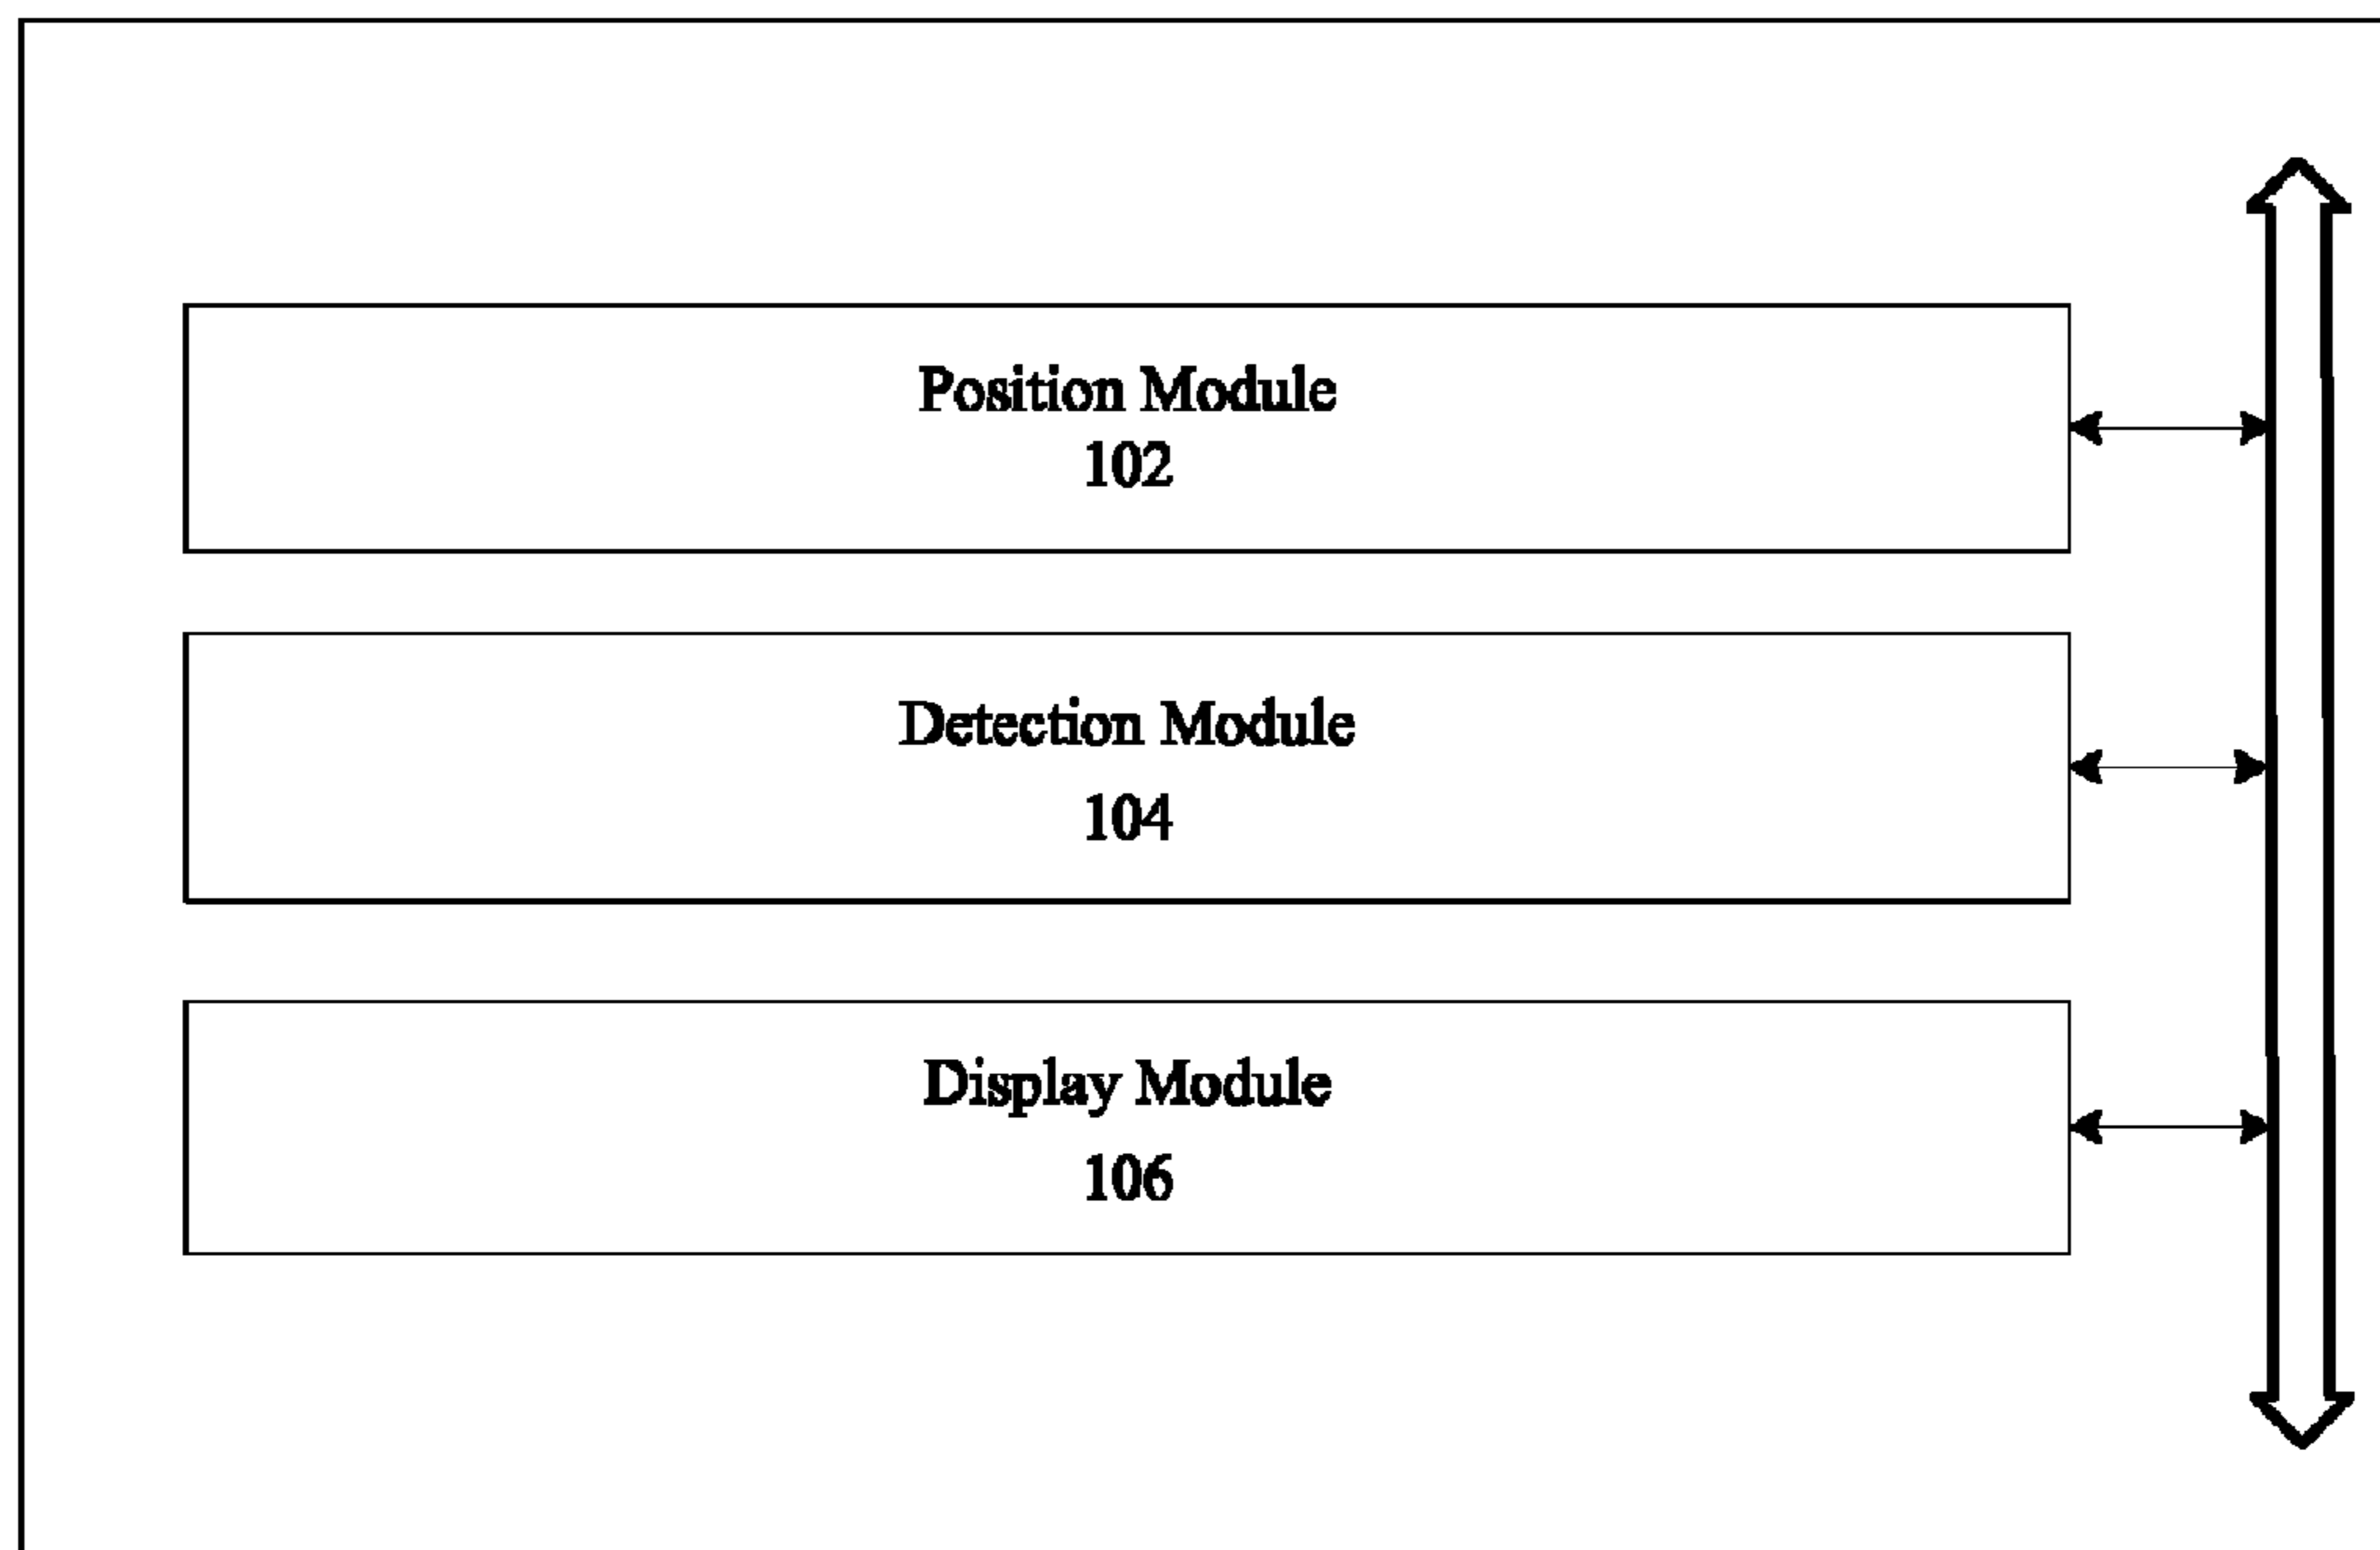 Position Module
102
Detection Module
104
Display Module
106